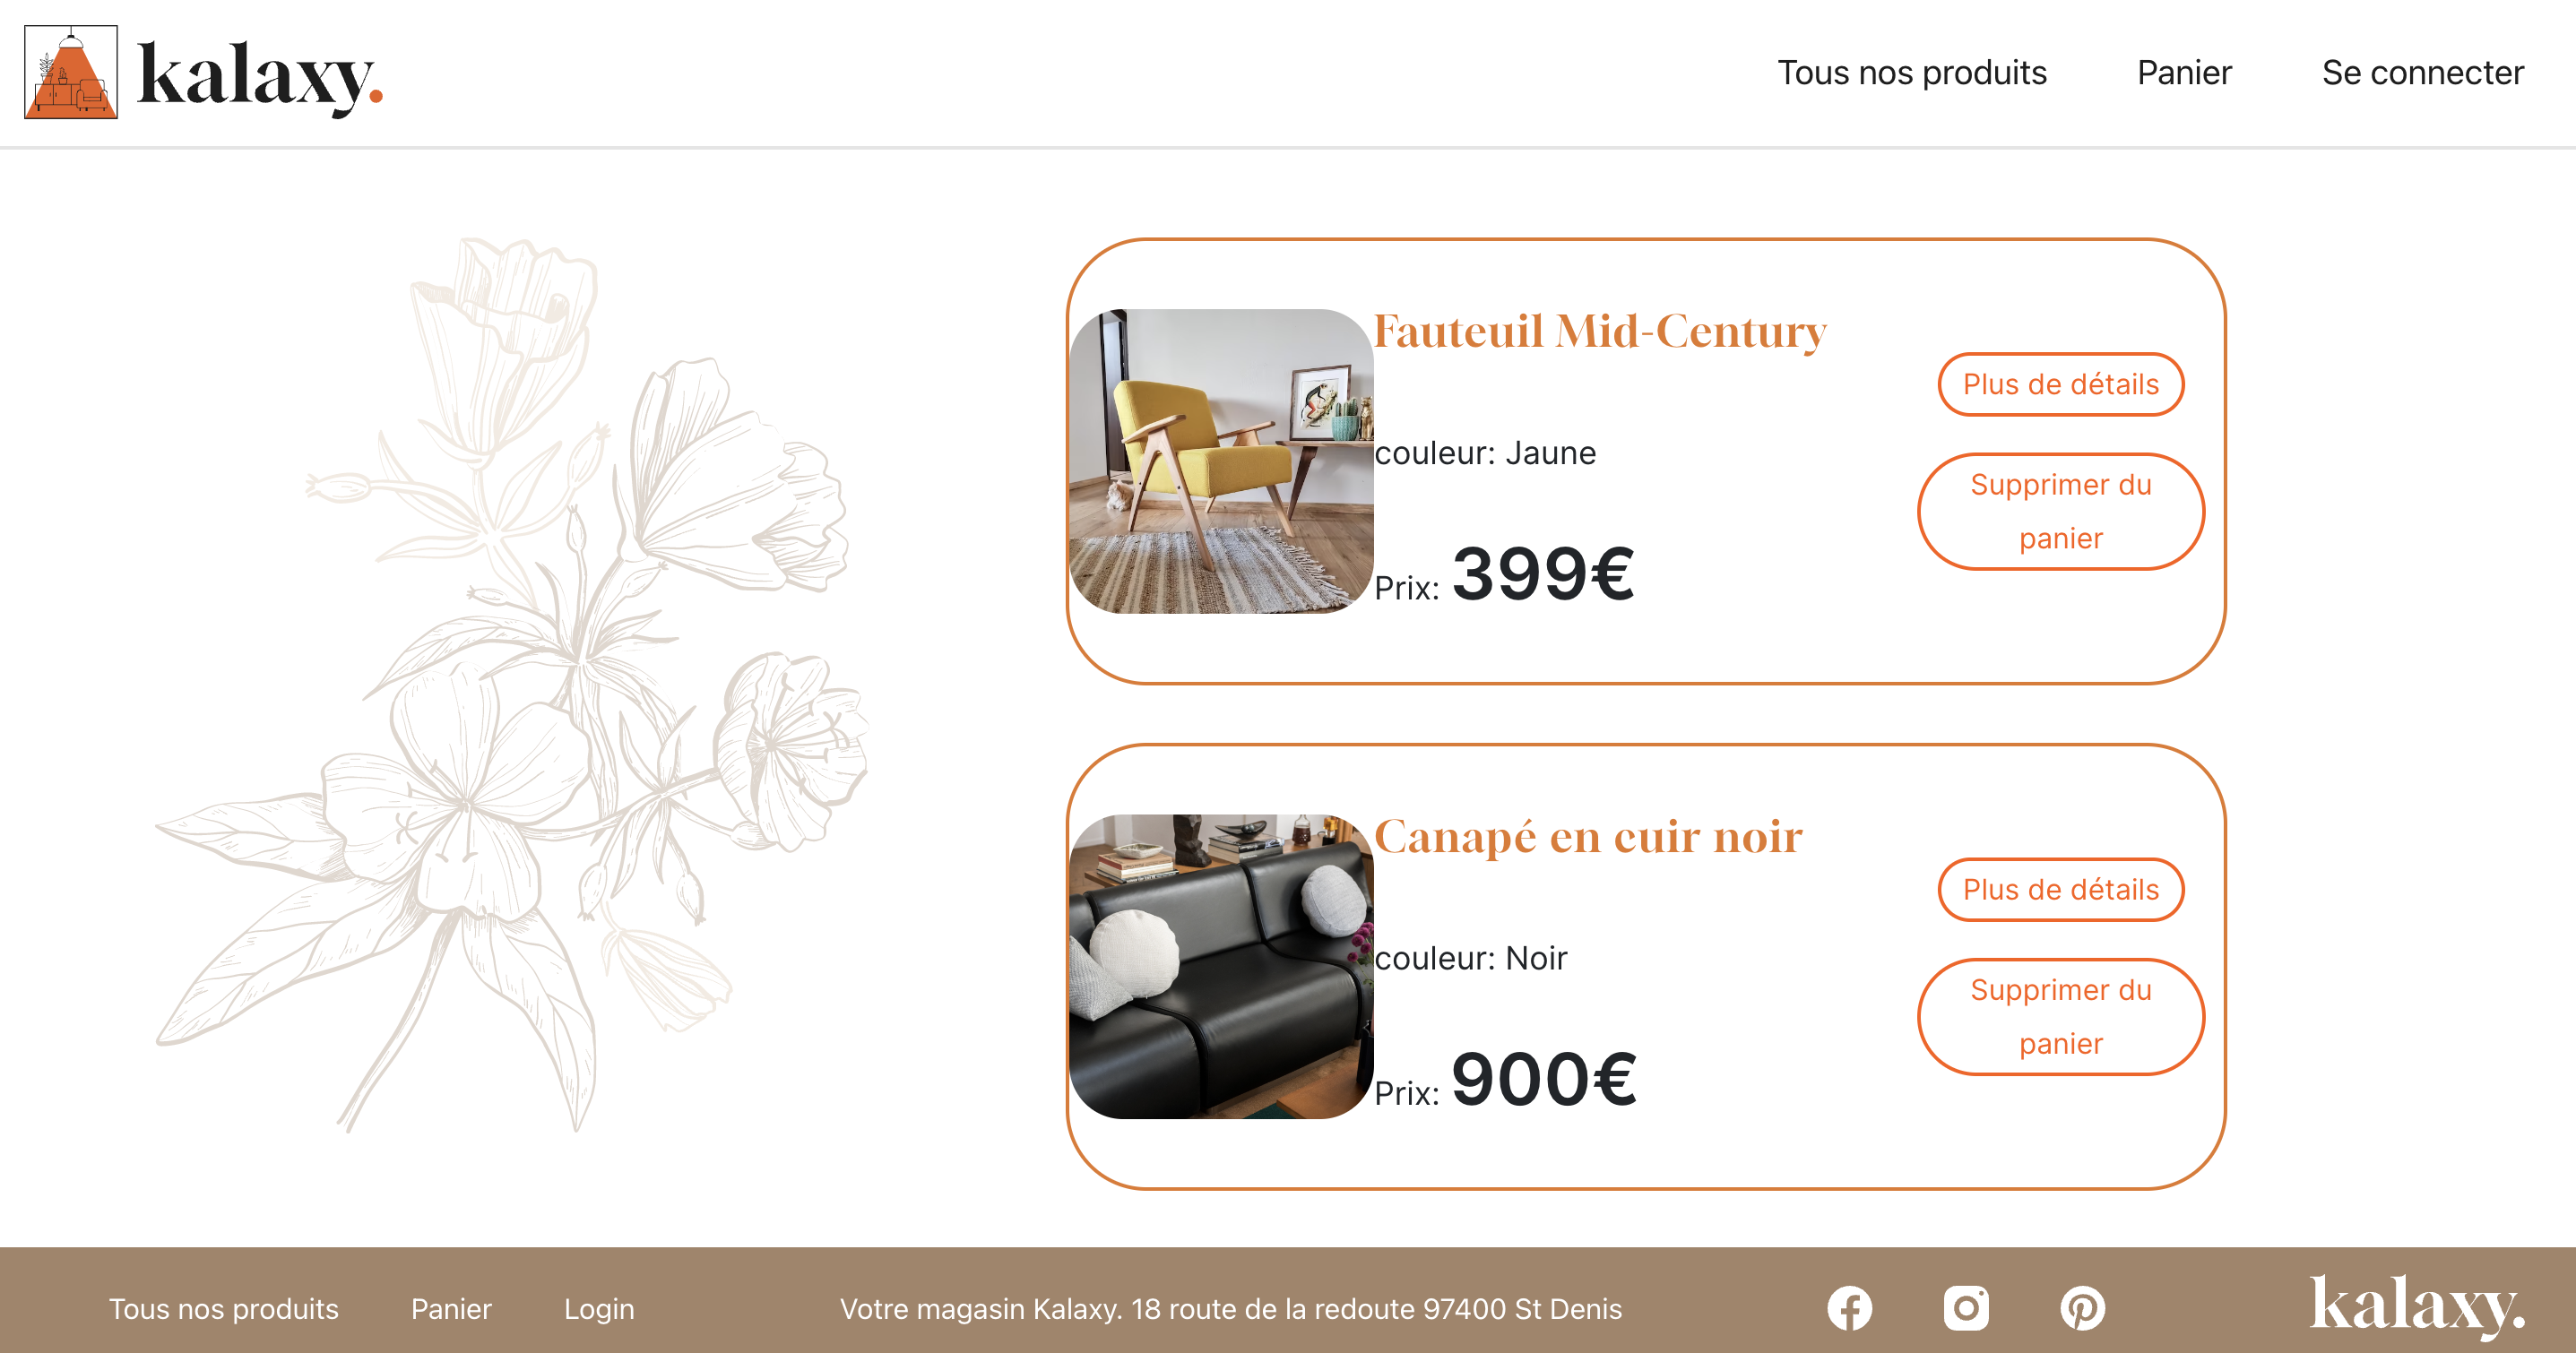 kalaxy.
Tous nos produits
Panier
Se connecter
Fauteuil Mid-Century
couleur: Jaune
Prix: 399€
Plus de détails
Supprimer du
panier
Canapé en cuir noir
couleur: Noir
Prix: 900€
Plus de détails
Supprimer du
panier
Tous nos produits
Panier
Login
Votre magasin Kalaxy. 18 route de la redoute 97400 St Denis
kalaxy.